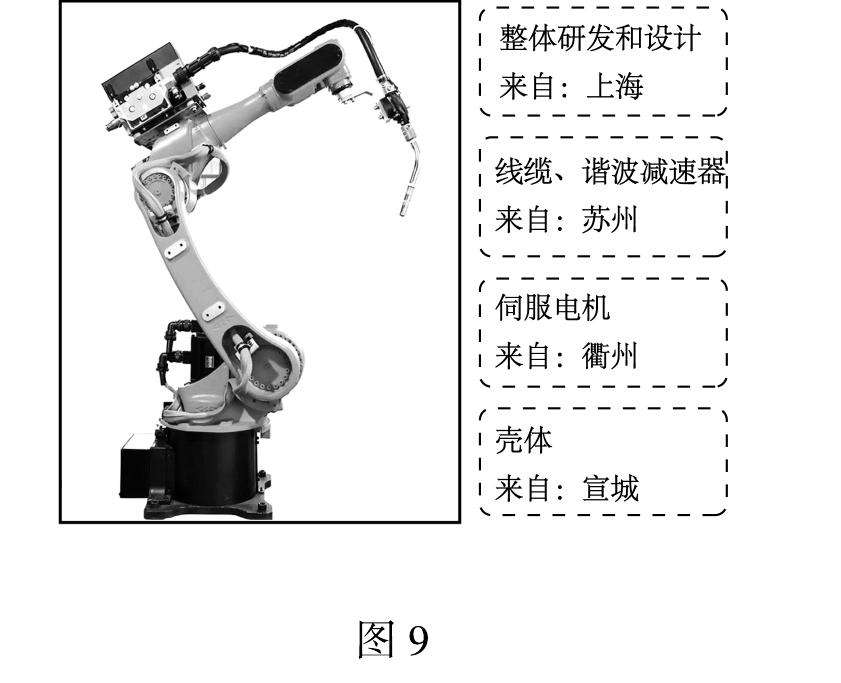 整体研发和设计
来自：上海
线缆、谐波减速器
来自：苏州
伺服电机
来自：衢州
壳体
来自：宣城
图 9